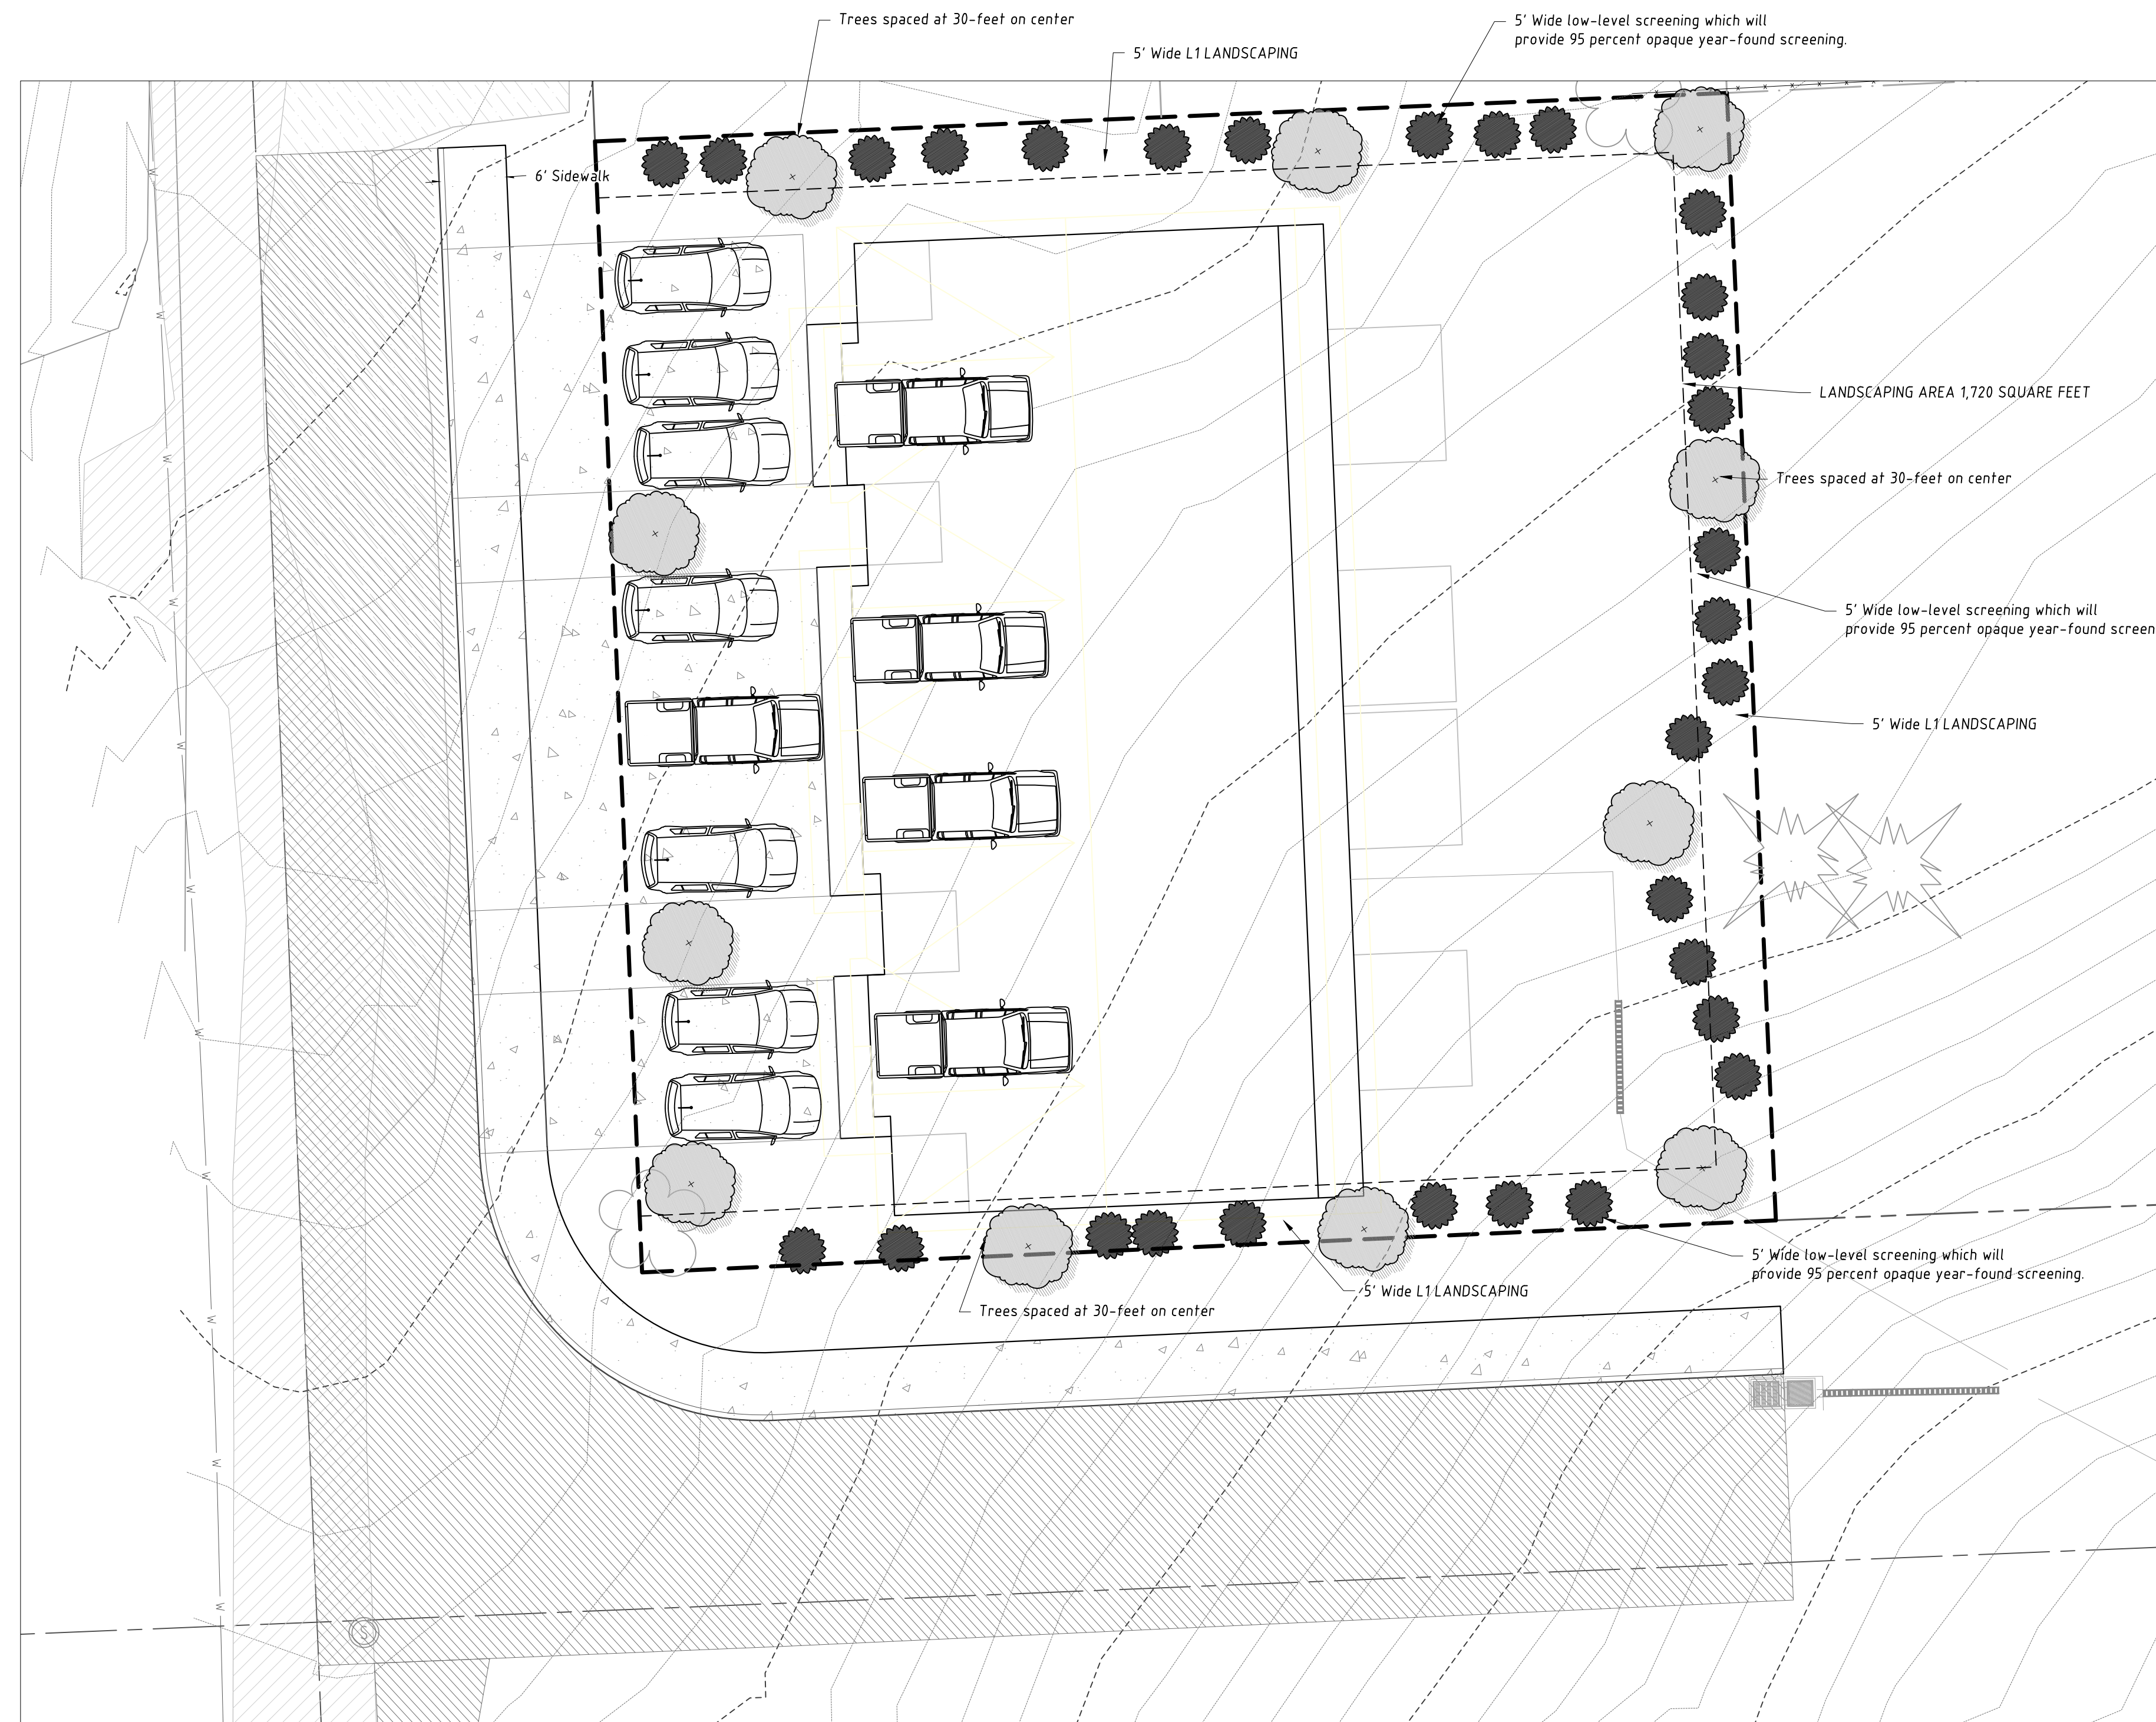 Trees spaced at 30-feet on center
5' Wide L1 LANDSCAPING
5' Wide low-level screening which will
provide 95 percent opaque year-found screening.
6' Sidewalk
LANDSCAPING AREA 1,720 SQUARE FEET
Trees spaced at 30-feet on center
5' Wide low-level screening which will
provide 95 percent opaque year-found screen
5' Wide L1 LANDSCAPING
5' Wide low-level screening which will
provide 95 percent opaque year-found screening.
5' Wide L1 LANDSCAPING
Trees spaced at 30-feet on center
W
W
W
W
W
W
W
W
W
W
W
S